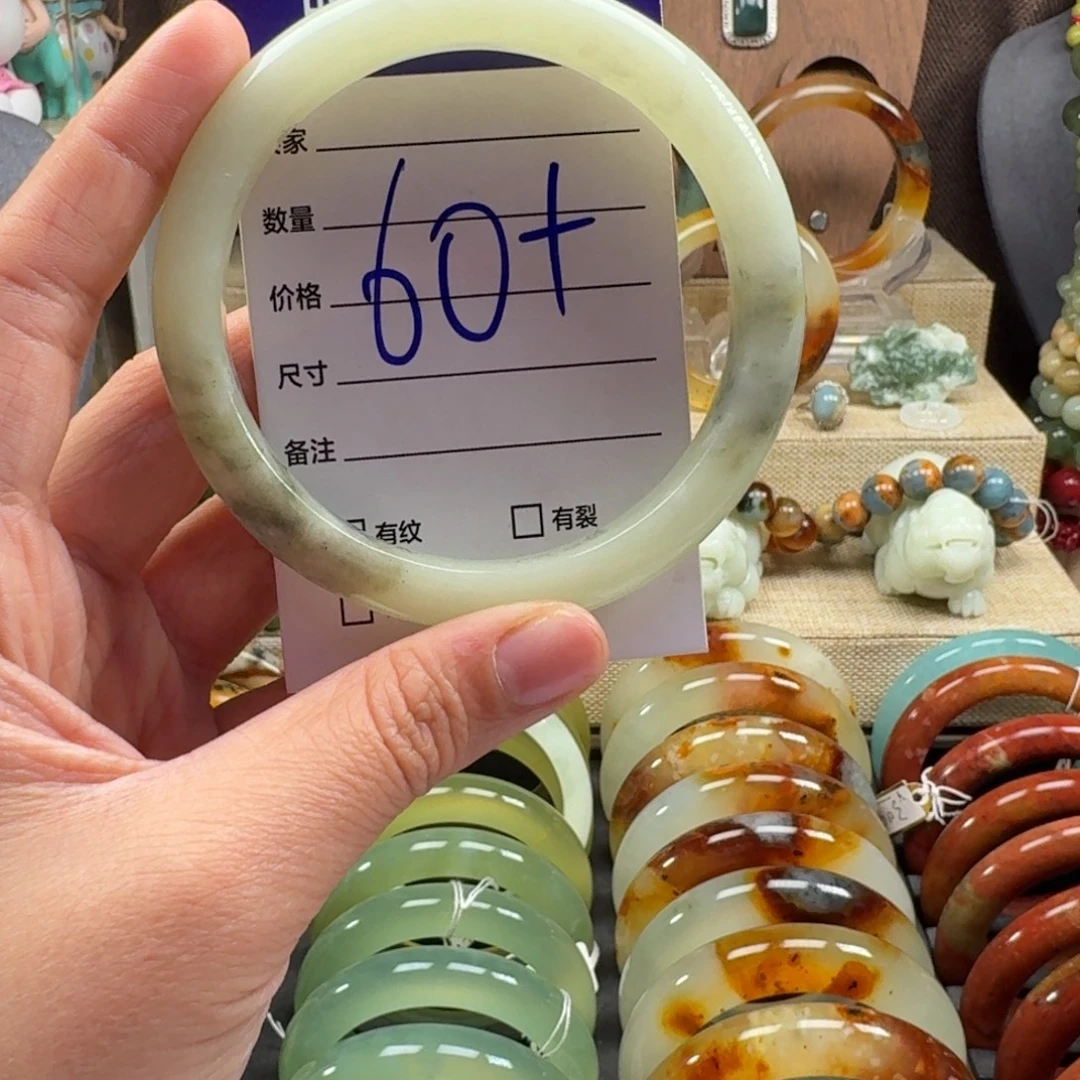 家
数量
60+
价格
尺寸
备注
有纹 有裂